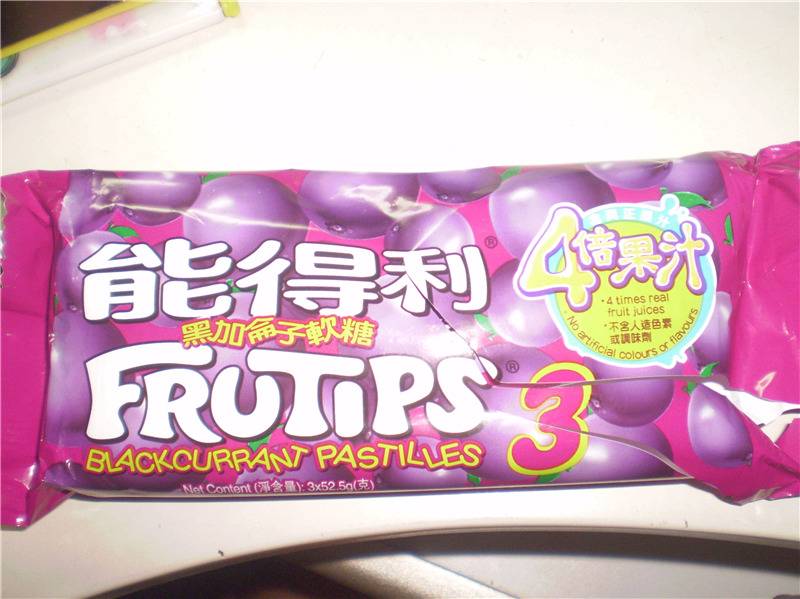 能得利®
黑加侖子軟糖
FRUTIPS®
BLACKCURRANT PASTILLES
3
Net Content (淨含量): 3x52.5g(克)
4倍果汁
•4 times real
fruit juices
•不含人造色素
或調味劑
No artificial colours or flavours